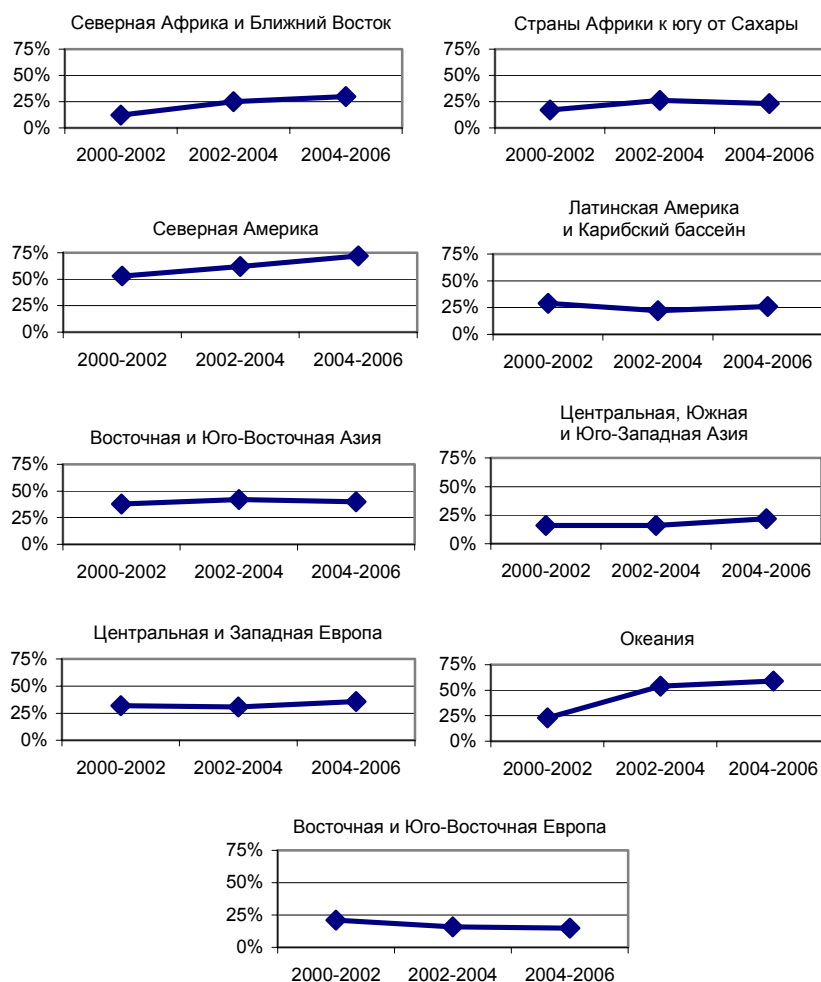 Северная Африка и Ближний Восток
75%
50%
25%
0%
2000-2002 2002-2004 2004-2006
Страны Африки к югу от Сахары
75%
50%
25%
0%
2000-2002 2002-2004 2004-2006
Северная Америка
75%
50%
25%
0%
2000-2002 2002-2004 2004-2006
Латинская Америка
и Карибский бассейн
75%
50%
25%
0%
2000-2002 2002-2004 2004-2006
Восточная и Юго-Восточная Азия
75%
50%
25%
0%
2000-2002 2002-2004 2004-2006
Центральная, Южная
и Юго-Западная Азия
75%
50%
25%
0%
2000-2002 2002-2004 2004-2006
Центральная и Западная Европа
75%
50%
25%
0%
2000-2002 2002-2004 2004-2006
Океания
75%
50%
25%
0%
2000-2002 2002-2004 2004-2006
Восточная и Юго-Восточная Европа
75%
50%
25%
0%
2000-2002 2002-2004 2004-2006